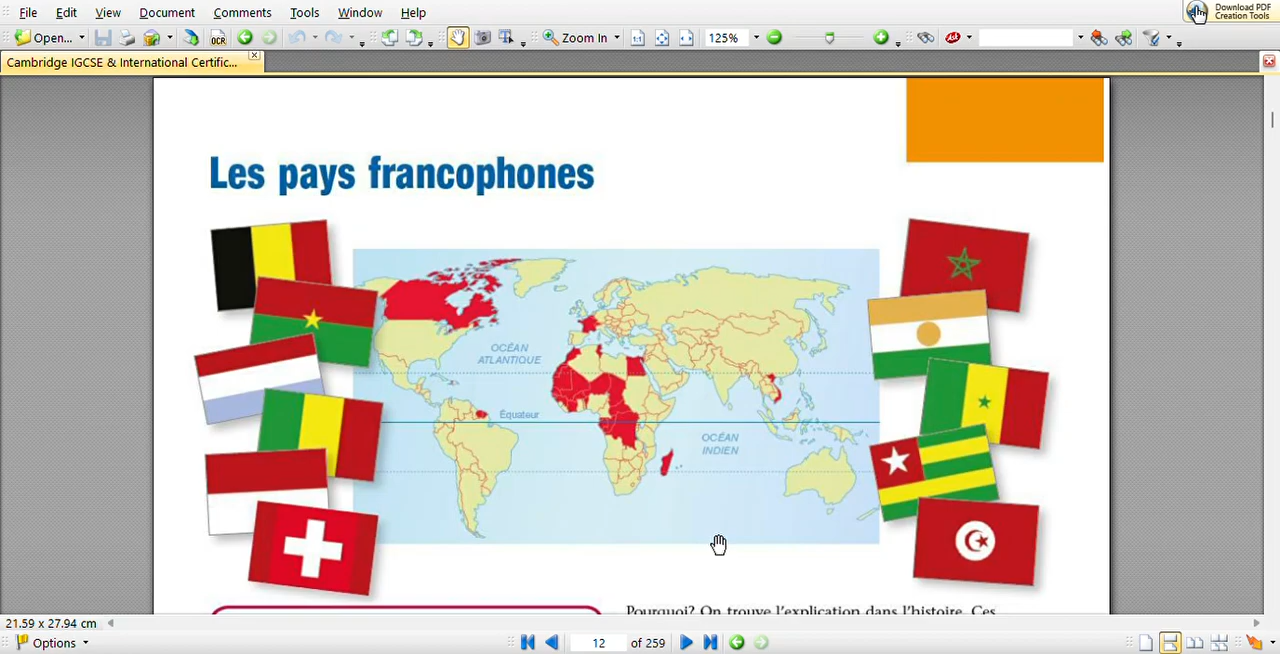 File Edit View Document Comments Tools Window Help
Download PDF
Creation Tools
Open... OCR Zoom In 125% Ask
Cambridge IGCSE & International Certific...
Les pays francophones
OCÉAN
ATLANTIQUE
Équateur
OCÉAN
INDIEN
Pourquoi? On trouve l'explication dans l'histoire. Ces
21.59 x 27.94 cm
Options 12 of 259